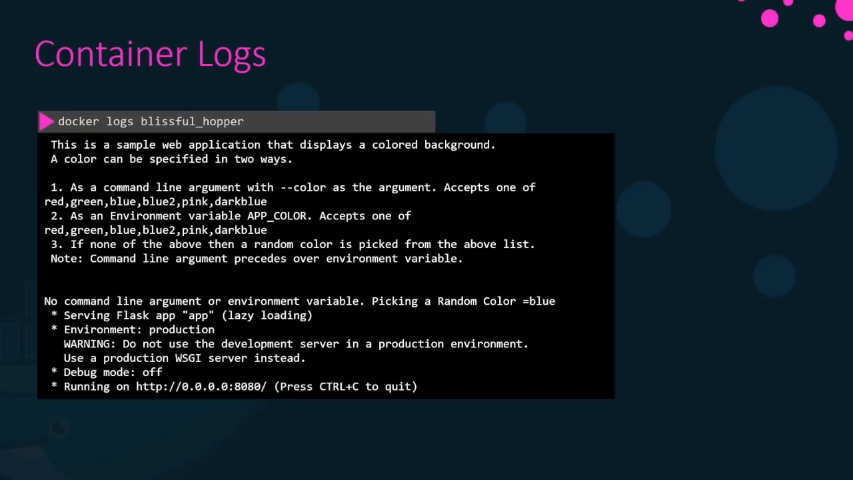 Container Logs
docker logs blissful_hopper
This is a sample web application that displays a colored background.
A color can be specified in two ways.
1. As a command line argument with --color as the argument. Accepts one of
red,green,blue,blue2,pink,darkblue
2. As an Environment variable APP_COLOR. Accepts one of
red,green,blue,blue2,pink,darkblue
3. If none of the above then a random color is picked from the above list.
Note: Command line argument precedes over environment variable.
No command line argument or environment variable. Picking a Random Color =blue
* Serving Flask app "app" (lazy loading)
* Environment: production
WARNING: Do not use the development server in a production environment.
Use a production WSGI server instead.
* Debug mode: off
* Running on http://0.0.0.0:8080/ (Press CTRL+C to quit)